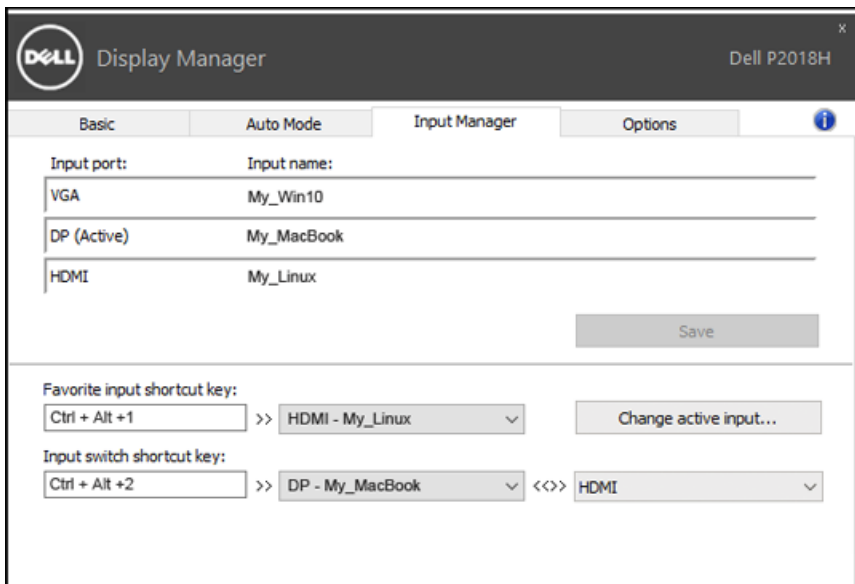 x
DELL Display Manager Dell P2018H
Basic Auto Mode Input Manager Options i
Input port: Input name:
VGA My_Win10
DP (Active) My_MacBook
HDMI My_Linux
Save
Favorite input shortcut key:
Ctrl + Alt +1 >> HDMI - My_Linux Change active input...
Input switch shortcut key:
Ctrl + Alt +2 >> DP - My_MacBook <<>> HDMI